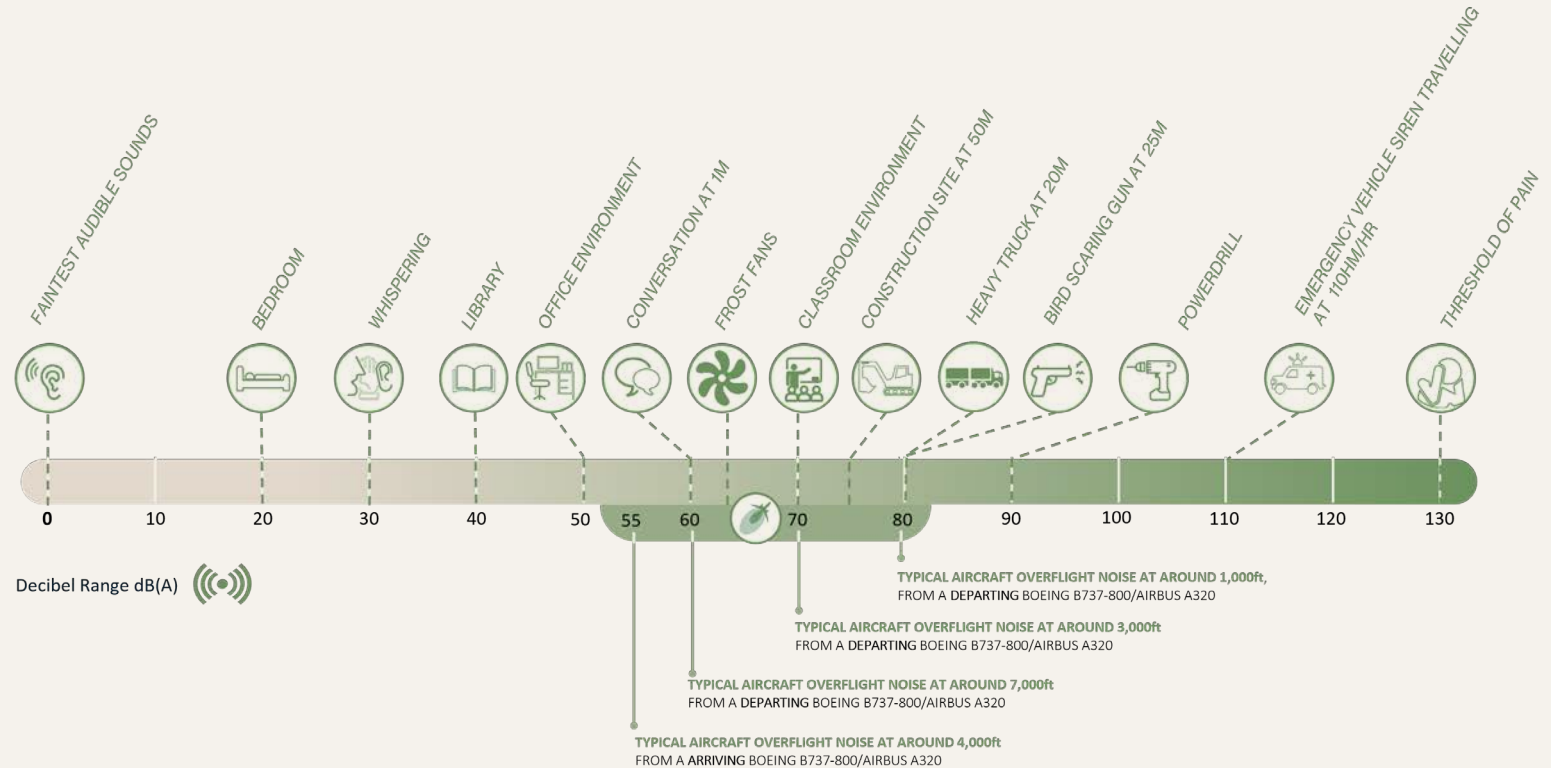 FAINTEST AUDIBLE SOUNDS
BEDROOM
WHISPERING
LIBRARY
OFFICE ENVIRONMENT
CONVERSATION AT 1M
FROST FANS
CLASSROOM ENVIRONMENT
CONSTRUCTION SITE AT 50M
HEAVY TRUCK AT 20M
BIRD SCARING GUN AT 25M
POWERDRILL
EMERGENCY VEHICLE SIREN TRAVELLING
AT 110HM/HR
THRESHOLD OF PAIN
0 10 20 30 40 50 55 60 70 80 90 100 110 120 130
Decibel Range dB(A)
TYPICAL AIRCRAFT OVERFLIGHT NOISE AT AROUND 1,000ft,
FROM A DEPARTING BOEING B737-800/AIRBUS A320
TYPICAL AIRCRAFT OVERFLIGHT NOISE AT AROUND 3,000ft
FROM A DEPARTING BOEING B737-800/AIRBUS A320
TYPICAL AIRCRAFT OVERFLIGHT NOISE AT AROUND 7,000ft
FROM A DEPARTING BOEING B737-800/AIRBUS A320
TYPICAL AIRCRAFT OVERFLIGHT NOISE AT AROUND 4,000ft
FROM A ARRIVING BOEING B737-800/AIRBUS A320